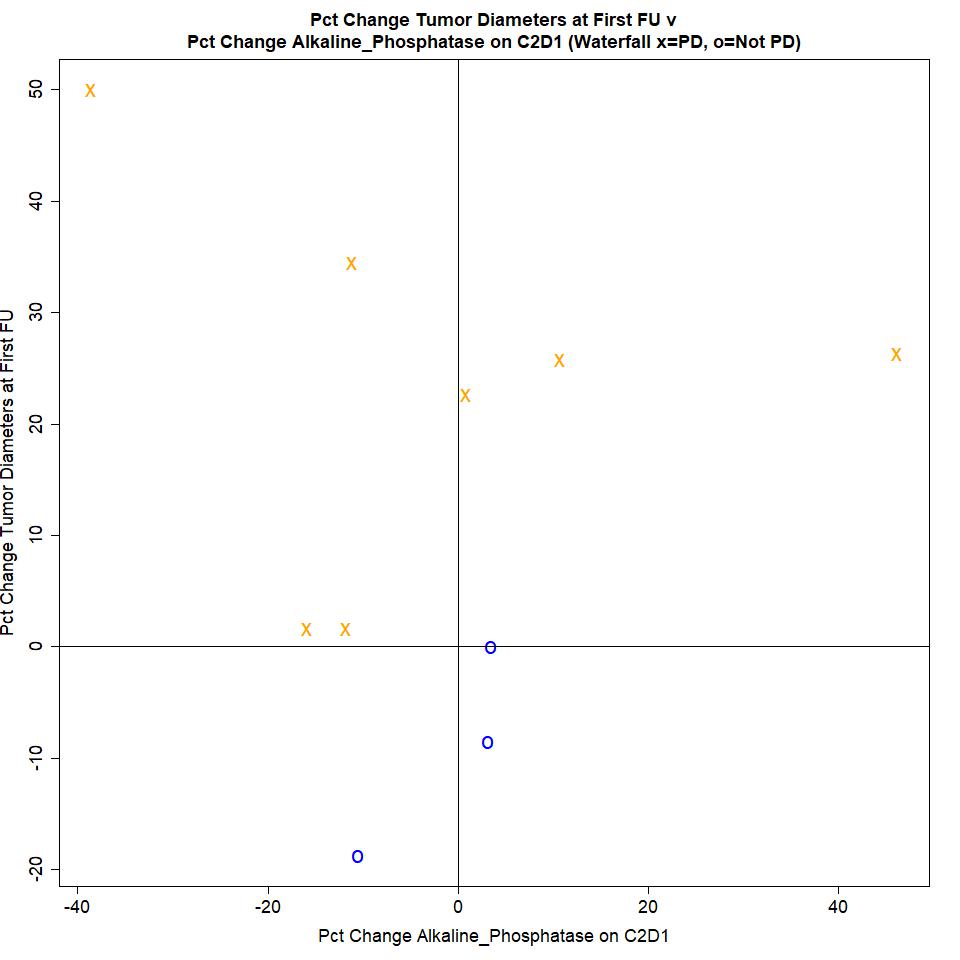 Pct Change Tumor Diameters at First FU v
Pct Change Alkaline_Phosphatase on C2D1 (Waterfall x=PD, o=Not PD)
Pct Change Tumor Diameters at First FU
50
40
30
20
10
0
-10
-20
X
X
X
X
X
X
X
O
O
O
-40
-20
0
20
40
Pct Change Alkaline_Phosphatase on C2D1